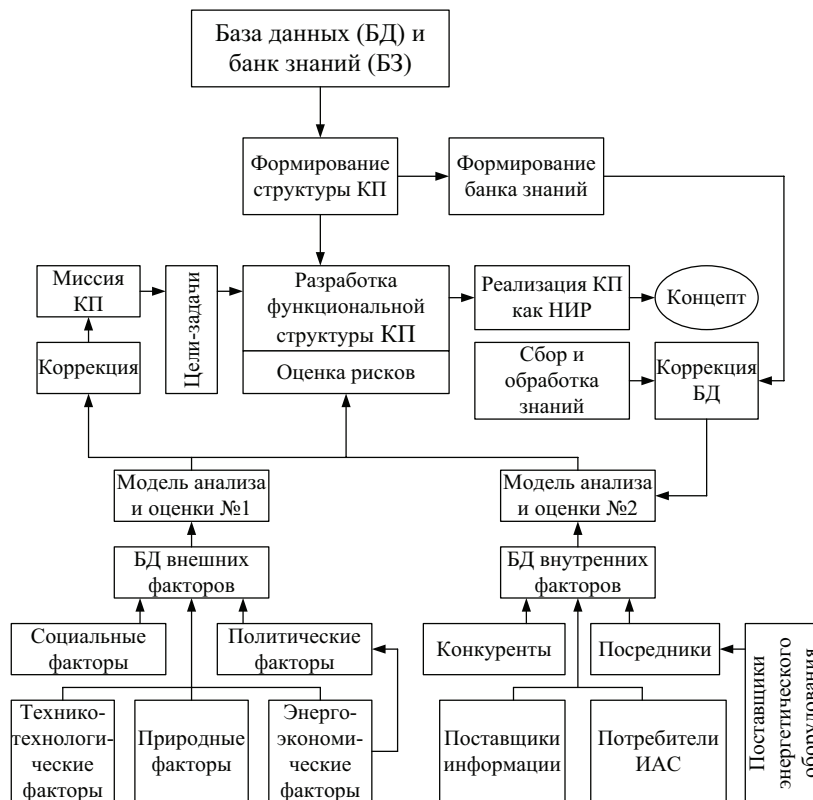 База данных (БД) и
банк знаний (БЗ)
Формирование
структуры КП
Формирование
банка знаний
Миссия
КП
Цели-задачи
Разработка
функциональной
структуры КП
Реализация КП
как НИР
Концепт
Коррекция
Оценка рисков
Сбор и
обработка
знаний
Коррекция
БД
Модель анализа
и оценки №1
Модель анализа
и оценки №2
БД внешних
факторов
БД внутренних
факторов
Социальные
факторы
Политические
факторы
Конкуренты
Посредники
Поставщики
энергетического
оборудования
Технико-
технологи-
ческие
факторы
Природные
факторы
Энерго-
экономи-
ческие
факторы
Поставщики
информации
Потребители
ИАС